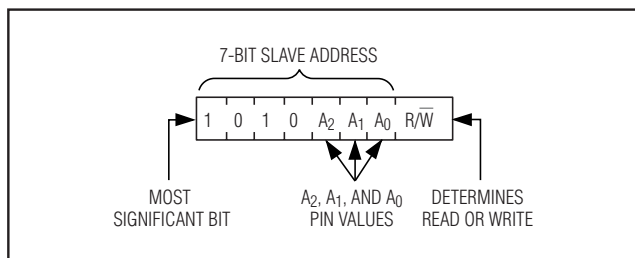 7-BIT SLAVE ADDRESS
1 0 1 0 A₂ A₁ A₀ R/W̅
MOST
SIGNIFICANT BIT
A₂, A₁, AND A₀
PIN VALUES
DETERMINES
READ OR WRITE